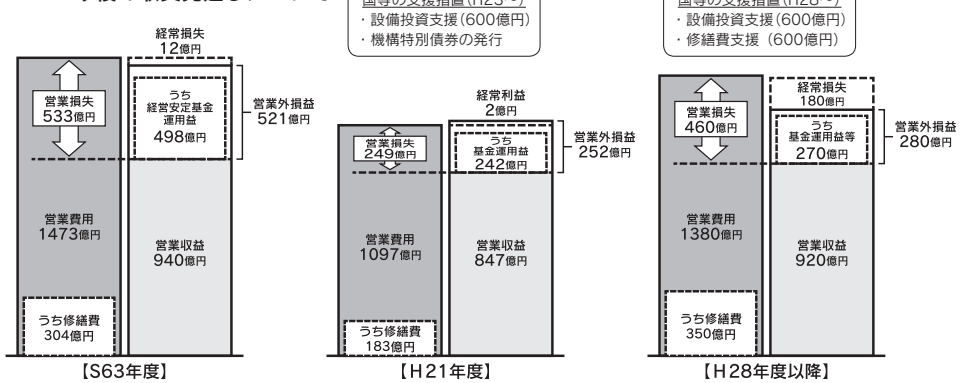 国等の支援措置(H23~)
・設備投資支援(600億円)
・機構特別債券の発行
国等の支援措置(H28~)
・設備投資支援(600億円)
・修繕費支援(600億円)
経常損失
12億円
営業損失
533億円
うち
経営安定基金
運用益
498億円
営業外損益
521億円
営業費用
1473億円
営業収益
940億円
うち修繕費
304億円
【S63年度】
経常利益
2億円
営業損失
249億円
うち
基金運用益
242億円
営業外損益
252億円
営業費用
1097億円
営業収益
847億円
うち修繕費
183億円
【H21年度】
経常損失
180億円
営業損失
460億円
うち
基金運用益等
270億円
営業外損益
280億円
営業費用
1380億円
営業収益
920億円
うち修繕費
350億円
【H28年度以降】